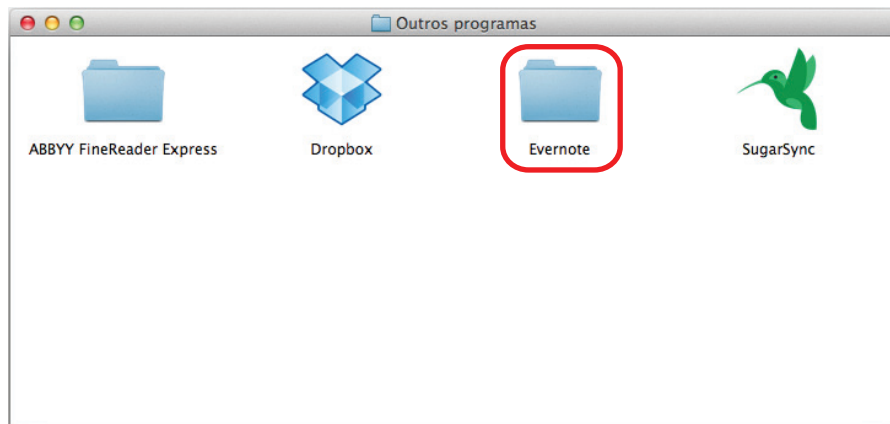 Outros programas
ABBYY FineReader Express
Dropbox
Evernote
SugarSync